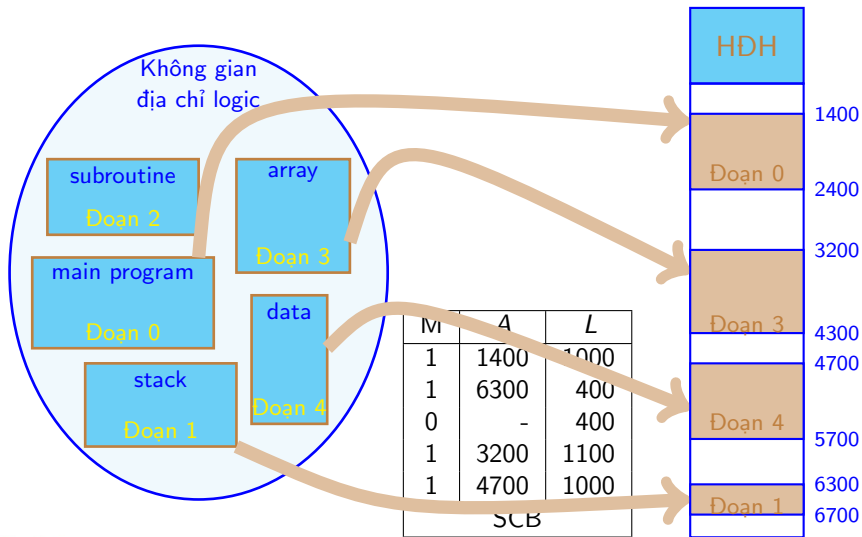 Không gian
địa chỉ logic
subroutine
Đoạn 2
array
Đoạn 3
main program
Đoạn 0
data
Đoạn 4
stack
Đoạn 1
M A L
1 1400 1000
1 6300 400
0 - 400
1 3200 1100
1 4700 1000
SCB
HĐH
1400
Đoạn 0
2400
3200
Đoạn 3
4300
4700
Đoạn 4
5700
6300
Đoạn 1
6700